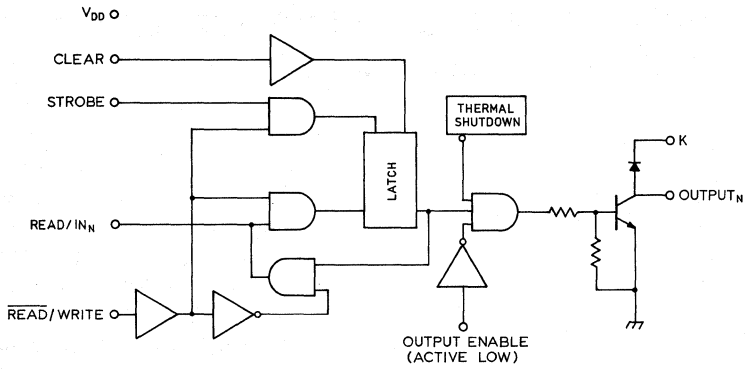 VDD
CLEAR
STROBE
THERMAL
SHUTDOWN
K
LATCH
OUTPUTN
READ/INN
READ/WRITE
OUTPUT ENABLE
(ACTIVE LOW)